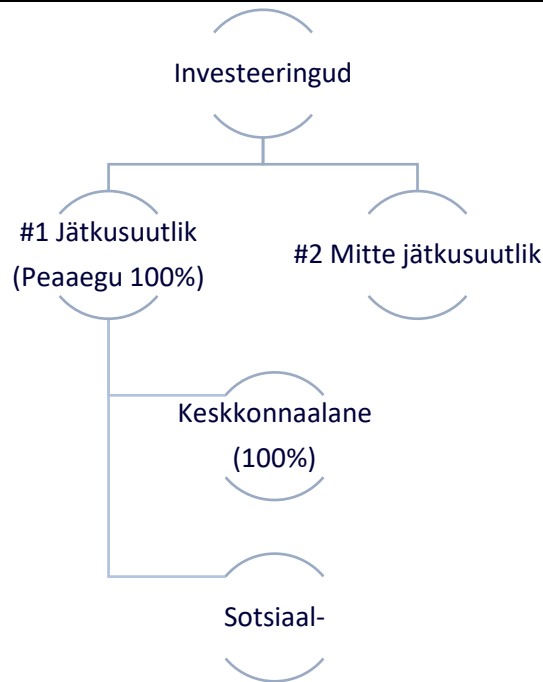 Investeeringud
#1 Jätkusuutlik
(Peaaegu 100%)
#2 Mitte jätkusuutlik
Keskkonnaalane
(100%)
Sotsiaal-